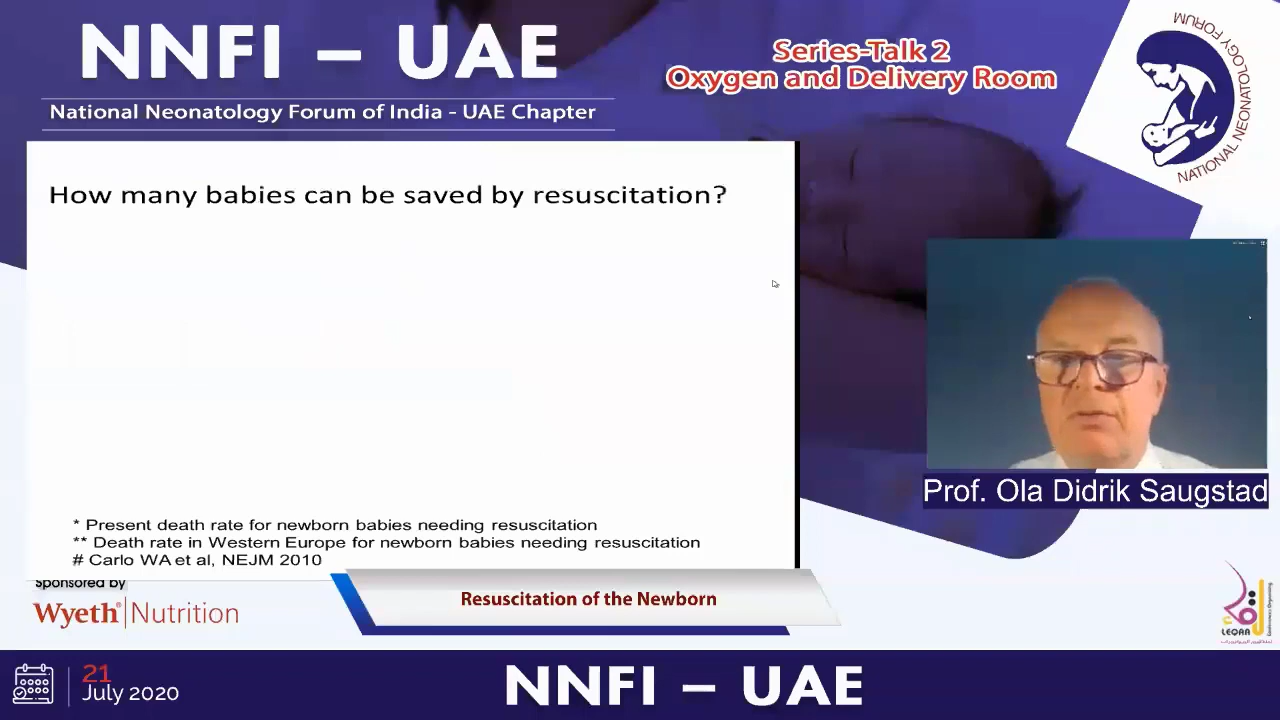 NNFI – UAE
National Neonatology Forum of India - UAE Chapter
Series-Talk 2
Oxygen and Delivery Room
NATIONAL NEONATOLOGY FORUM
How many babies can be saved by resuscitation?
* Present death rate for newborn babies needing resuscitation
** Death rate in Western Europe for newborn babies needing resuscitation
# Carlo WA et al, NEJM 2010
Prof. Ola Didrik Saugstad
Sponsored by
Wyeth® Nutrition
Resuscitation of the Newborn
LEQAA
21
July 2020
NNFI – UAE